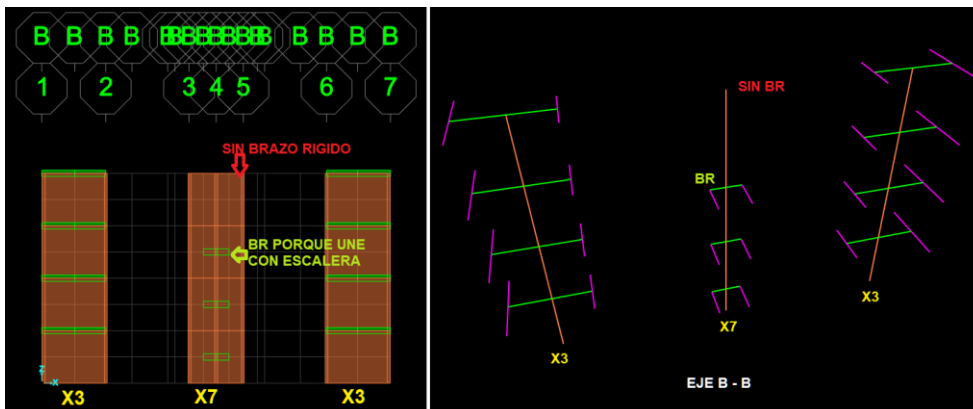 B B B B B B B B B B B B B B B B
1 2 3 4 5 6 7
SIN BRAZO RIGIDO
BR PORQUE UNE
CON ESCALERA
Z
X
X3 X7 X3
SIN BR
BR
X3
X7
X3
EJE B - B